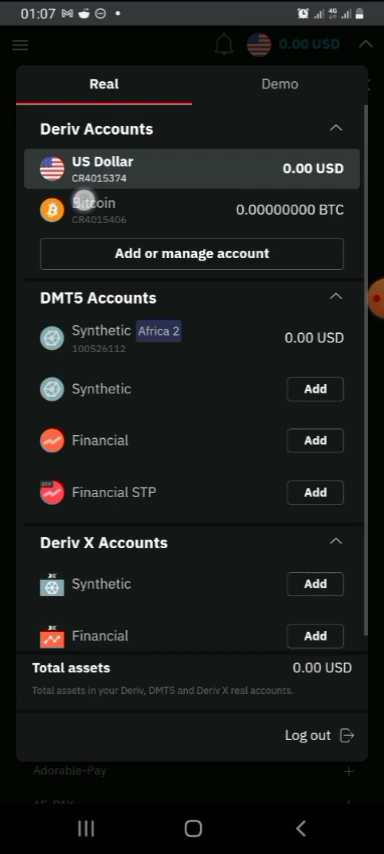 01:07
4G
0.00 USD
Real
Demo
Deriv Accounts
US Dollar
CR4015374
0.00 USD
Bitcoin
CR4015406
0.00000000 BTC
Add or manage account
DMT5 Accounts
Synthetic Africa 2
100526112
0.00 USD
Synthetic
Add
Financial
Add
Financial STP
Add
Deriv X Accounts
Synthetic
Add
Financial
Add
Total assets
0.00 USD
Total assets in your Deriv, DMT5 and Deriv X real accounts.
Log out
Adorable-Pay